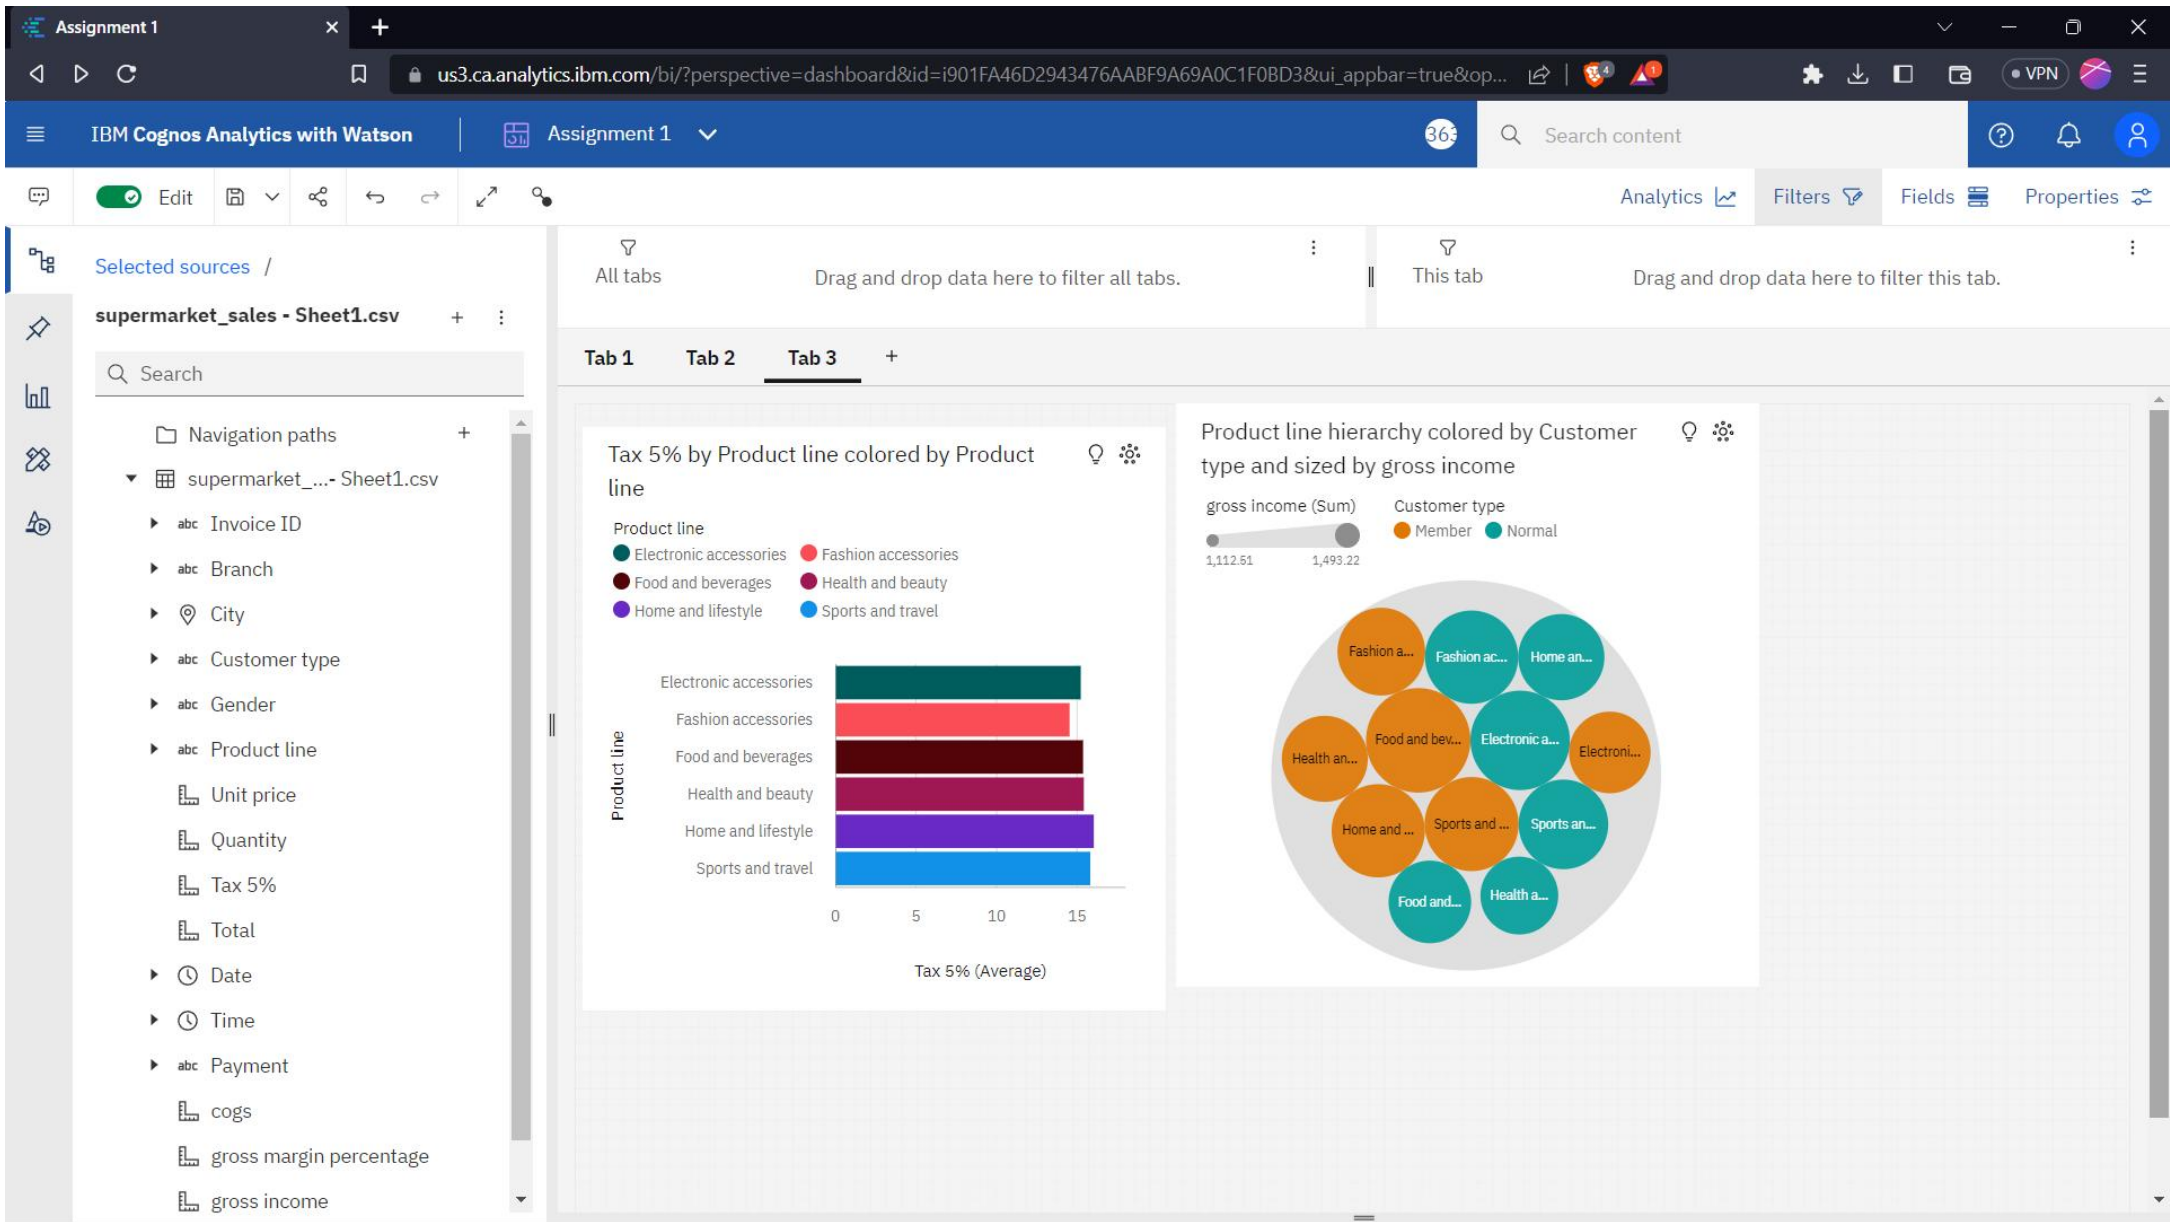 Assignment 1
us3.ca.analytics.ibm.com/bi/?perspective=dashboard&id=i901FA46D2943476AABF9A69A0C1F0BD3&ui_appbar=true&op...
4
1
VPN
IBM Cognos Analytics with Watson
Assignment 1
363
Search content
Edit
Analytics
Filters
Fields
Properties
Selected sources /
supermarket_sales - Sheet1.csv
Search
Navigation paths
supermarket_...- Sheet1.csv
abc Invoice ID
abc Branch
City
abc Customer type
abc Gender
abc Product line
Unit price
Quantity
Tax 5%
Total
Date
Time
abc Payment
cogs
gross margin percentage
gross income
All tabs
Drag and drop data here to filter all tabs.
This tab
Drag and drop data here to filter this tab.
Tab 1
Tab 2
Tab 3
Tax 5% by Product line colored by Product
line
Product line
Electronic accessories
Fashion accessories
Food and beverages
Health and beauty
Home and lifestyle
Sports and travel
Product line
Electronic accessories
Fashion accessories
Food and beverages
Health and beauty
Home and lifestyle
Sports and travel
0 5 10 15
Tax 5% (Average)
Product line hierarchy colored by Customer
type and sized by gross income
gross income (Sum)
1,112.51 1,493.22
Customer type
Member Normal
Fashion a...
Fashion ac...
Home an...
Food and bev...
Electronic a...
Electroni...
Health an...
Home and ...
Sports and ...
Sports an...
Food and...
Health a...